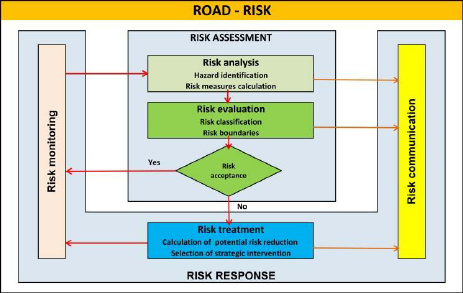 ROAD - RISK
RISK ASSESSMENT
Risk analysis
Hazard identification
Risk measures calculation
Risk evaluation
Risk classification
Risk boundaries
Risk monitoring
Yes
Risk
acceptance
No
Risk communication
Risk treatment
Calculation of potential risk reduction
Selection of strategic intervention
RISK RESPONSE